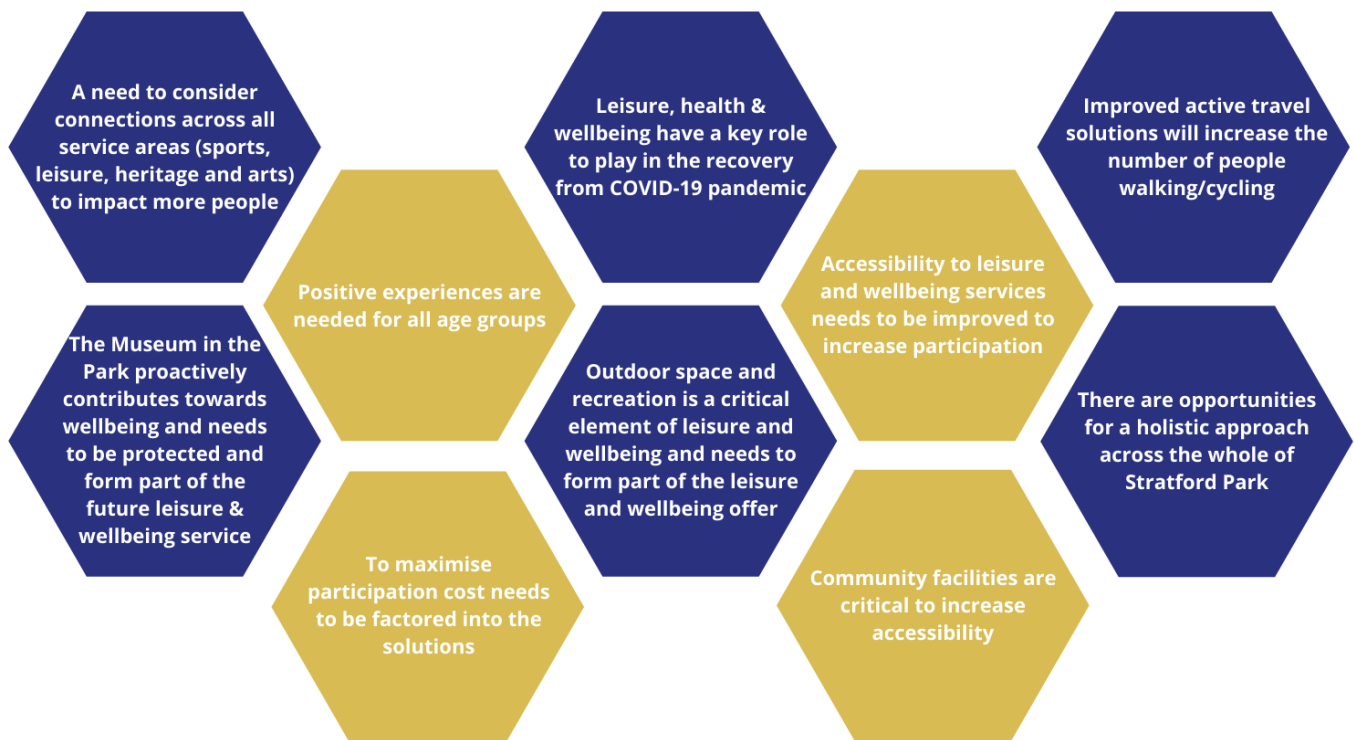 A need to consider
connections across all
service areas (sports,
leisure, heritage and arts)
to impact more people
Leisure, health &
wellbeing have a key role
to play in the recovery
from COVID-19 pandemic
Improved active travel
solutions will increase the
number of people
walking/cycling
Positive experiences are
needed for all age groups
Accessibility to leisure
and wellbeing services
needs to be improved to
increase participation
The Museum in the
Park proactively
contributes towards
wellbeing and needs
to be protected and
form part of the
future leisure &
wellbeing service
Outdoor space and
recreation is a critical
element of leisure and
wellbeing and needs to
form part of the leisure
and wellbeing offer
There are opportunities
for a holistic approach
across the whole of
Stratford Park
To maximise
participation cost needs
to be factored into the
solutions
Community facilities are
critical to increase
accessibility